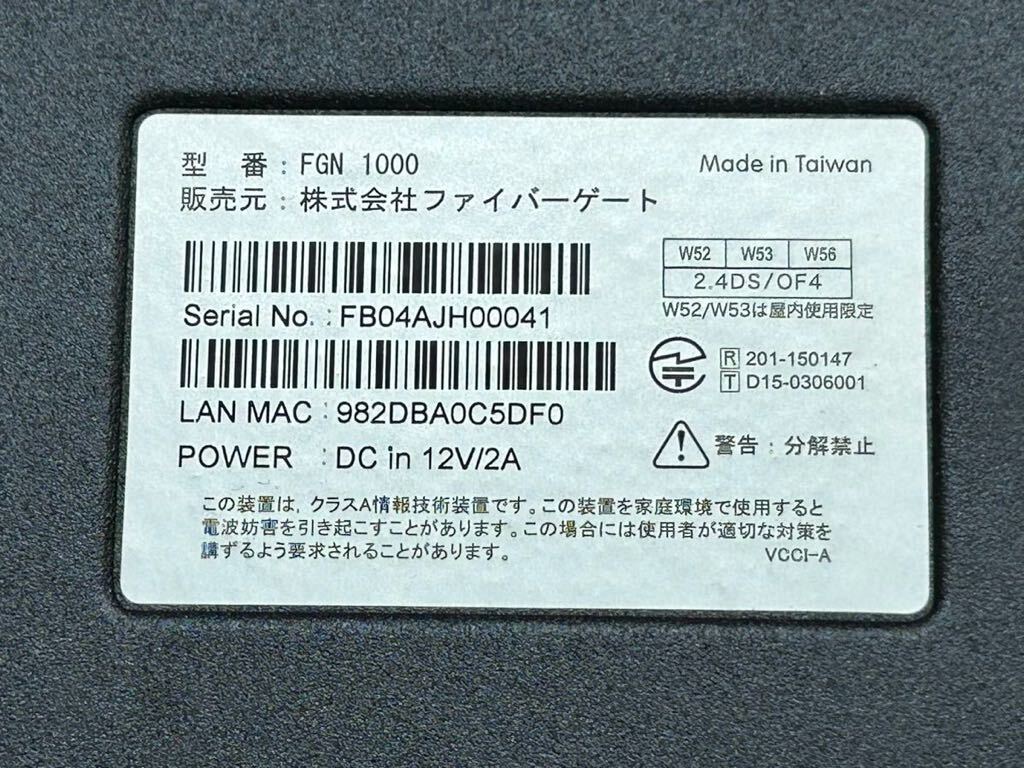 型 番 : FGN 1000
Made in Taiwan
販売元 : 株式会社ファイバーゲート
W52 W53 W56
2.4DS/OF4
W52/W53は屋内使用限定
Serial No. : FB04AJH00041
R 201-150147
T D15-0306001
LAN MAC : 982DBA0C5DF0
警告 : 分解禁止
POWER : DC in 12V/2A
この装置は, クラスA情報技術装置です。この装置を家庭環境で使用すると
電波妨害を引き起こすことがあります。この場合には使用者が適切な対策を
講ずるよう要求されることがあります。
VCCI-A